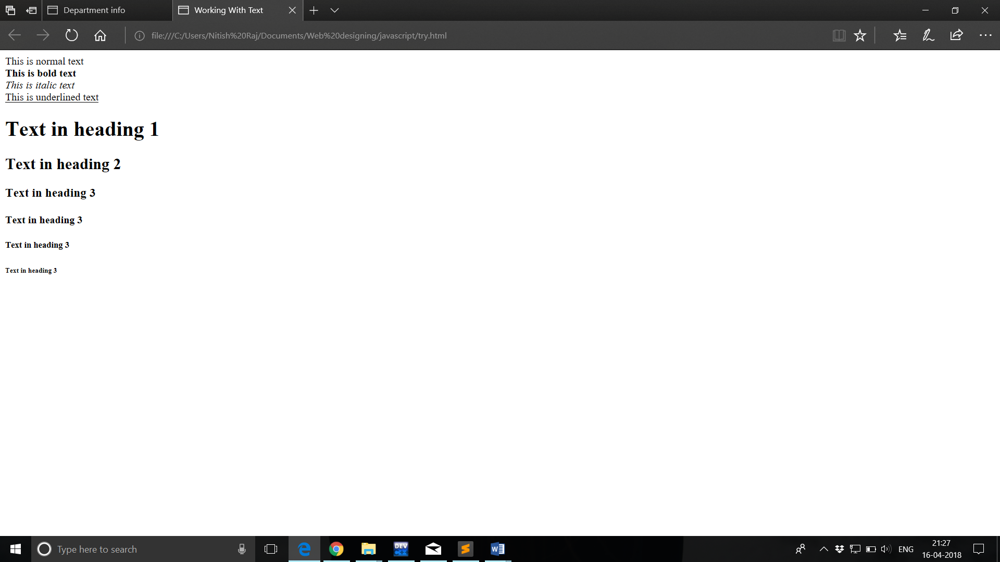 Department info
Working With Text
file:///C:/Users/Nitish%20Raj/Documents/Web%20designing/javascript/try.html
This is normal text
This is bold text
This is italic text
This is underlined text
Text in heading 1
Text in heading 2
Text in heading 3
Text in heading 3
Text in heading 3
Text in heading 3
Type here to search
DEV
C++
W
ENG
21:27
16-04-2018